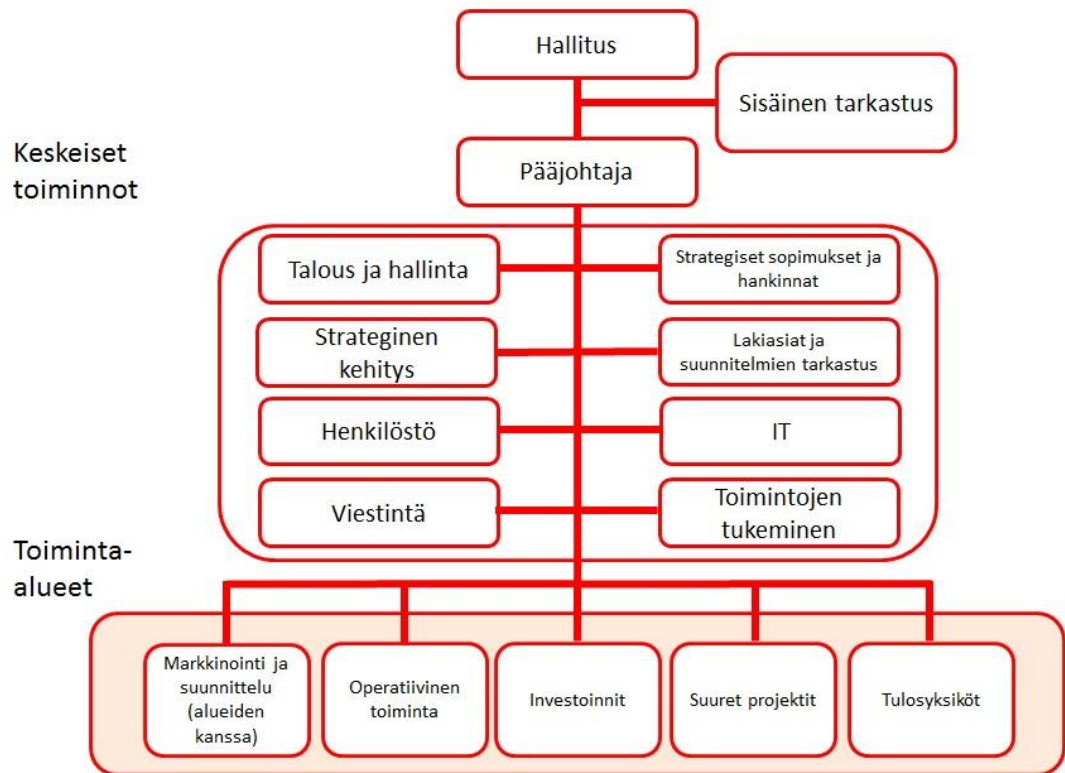 Hallitus
Sisäinen tarkastus
Keskeiset
toiminnot
Pääjohtaja
Talous ja hallinta
Strategiset sopimukset ja
hankinnat
Strateginen
kehitys
Lakiasiat ja
suunnitelmien tarkastus
Henkilöstö
IT
Viestintä
Toimintojen
tukeminen
Toiminta-
alueet
Markkinointi ja
suunnittelu
(alueiden
kanssa)
Operatiivinen
toiminta
Investoinnit
Suuret projektit
Tulosyksiköt